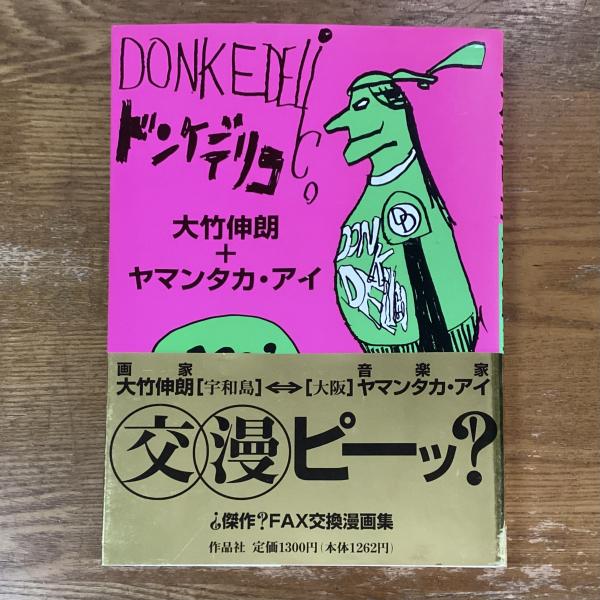 DONKEDELiC。
ドンケデリコ
大竹伸朗
+
ヤマンタカ・アイ
DONK
DB
画家 音楽家
大竹伸朗[宇和島]⇔[大阪]ヤマンタカ・アイ
交漫ピーッ?
¿傑作?FAX交換漫画集
作品社 定価1300円(本体1262円)